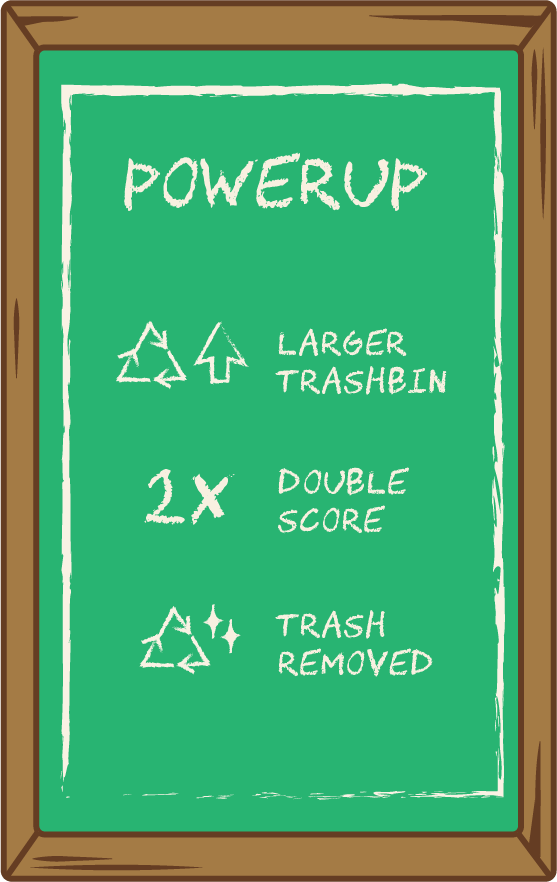 POWERUP
LARGER
TRASHBIN
2X
DOUBLE
SCORE
TRASH
REMOVED